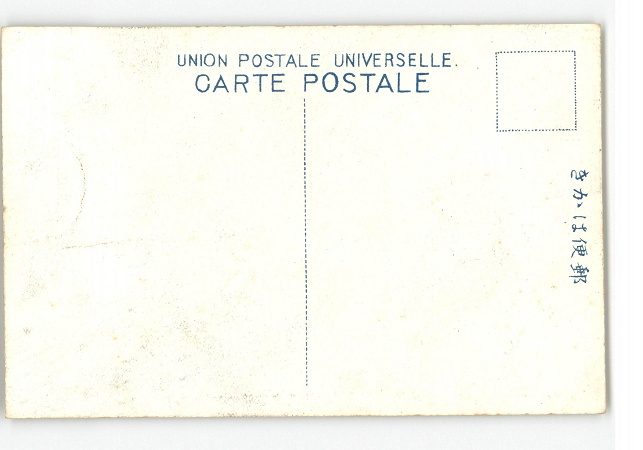 UNION POSTALE UNIVERSELLE.
CARTE POSTALE
郵便はかき